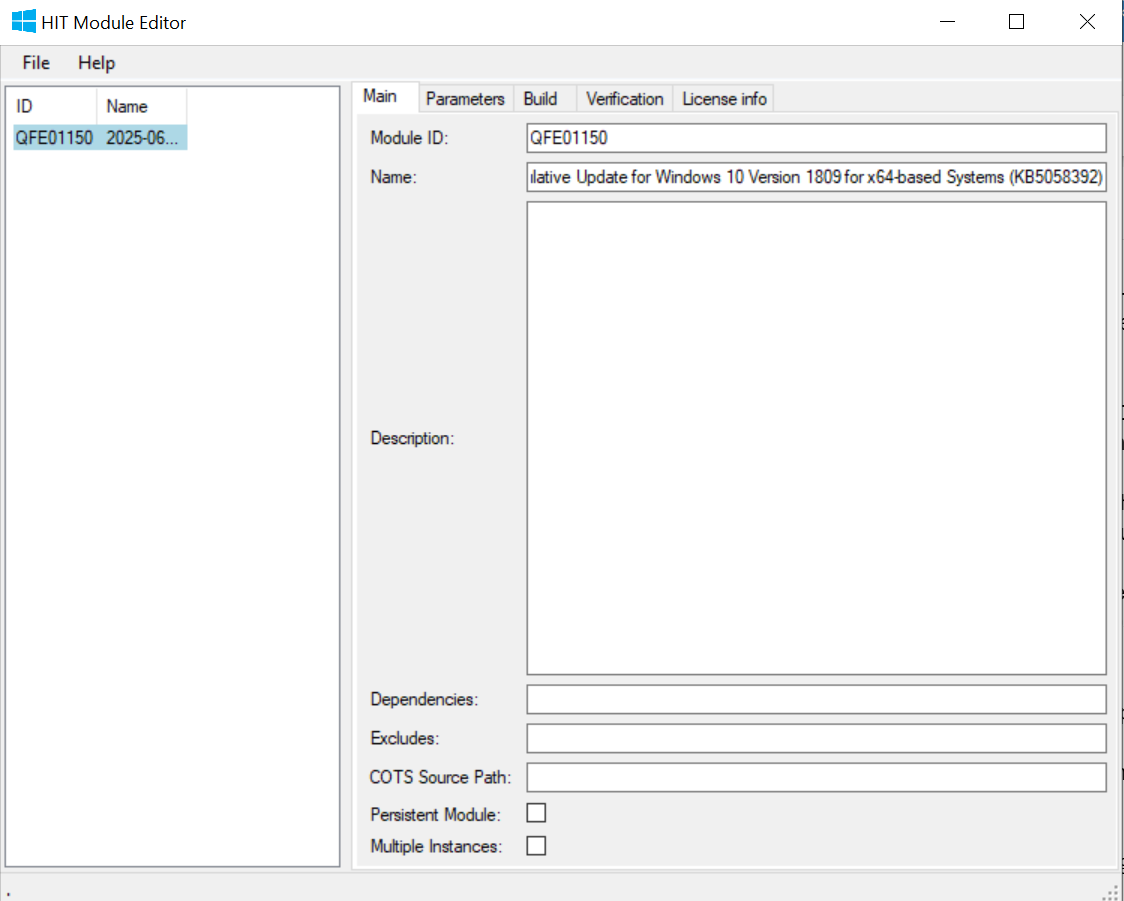 HIT Module Editor
File Help
ID Name
QFE01150 2025-06...
Main Parameters Build Verification License info
Module ID: QFE01150
Name: Update for Windows 10 Version 1809 for x64-based Systems (KB5058392)
Description:
Dependencies:
Excludes:
COTS Source Path:
Persistent Module:
Multiple Instances: